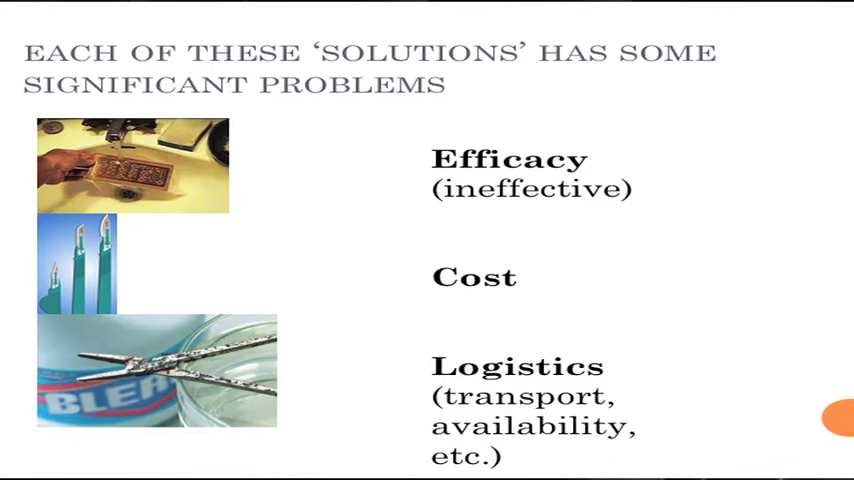 EACH OF THESE ‘SOLUTIONS’ HAS SOME
SIGNIFICANT PROBLEMS
Efficacy
(ineffective)
Cost
BLEA
Logistics
(transport,
availability,
etc.)